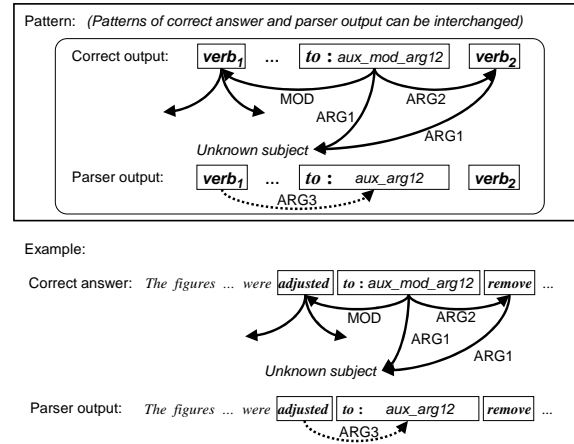 Pattern: (Patterns of correct answer and parser output can be interchanged)
Correct output: verb1 ... to : aux_mod_arg12 verb2
MOD ARG2
ARG1
ARG1
Unknown subject
Parser output: verb1 ... to : aux_arg12 verb2
ARG3
Example:
Correct answer: The figures ... were adjusted to : aux_mod_arg12 remove ...
MOD ARG2
ARG1
ARG1
Unknown subject
Parser output: The figures ... were adjusted to : aux_arg12 remove ...
ARG3